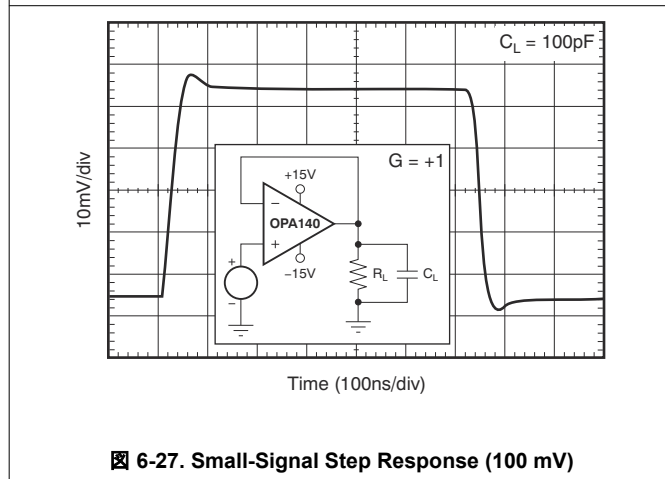 C_L = 100pF
10mV/div
G = +1
+15V
−
OPA140
+
−15V
+
−
R_L
C_L
Time (100ns/div)
図 6-27. Small-Signal Step Response (100 mV)